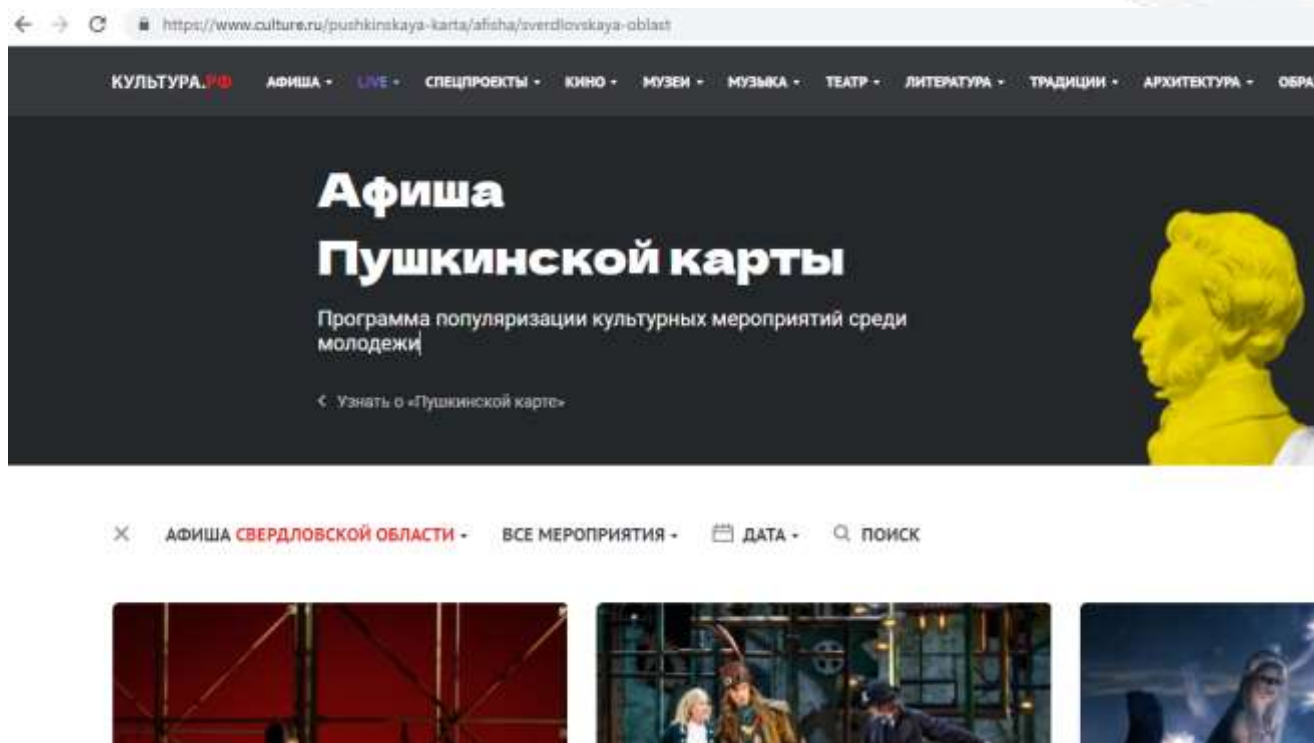 https://www.culture.ru/pushkinskaya-karta/afisha/sverdlovskaya-oblast
КУЛЬТУРА.РФ АФИША LIVE СПЕЦПРОЕКТЫ КИНО МУЗЕИ МУЗЫКА ТЕАТР ЛИТЕРАТУРА ТРАДИЦИИ АРХИТЕКТУРА ОБРА
Афиша
Пушкинской карты
Программа популяризации культурных мероприятий среди
молодежи
Узнать о «Пушкинской карте»
АФИША СВЕРДЛОВСКОЙ ОБЛАСТИ ВСЕ МЕРОПРИЯТИЯ ДАТА ПОИСК